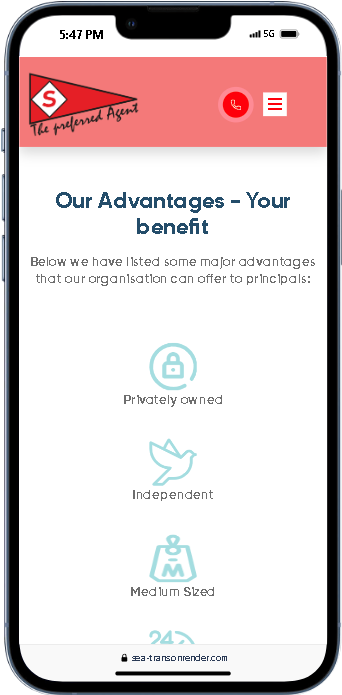 5:47 PM
5G
S
The preferred Agent
Our Advantages - Your
benefit
Below we have listed some major advantages
that our organisation can offer to principals:
Privately owned
Independent
M
Medium Sized
24
sea-transonrender.com